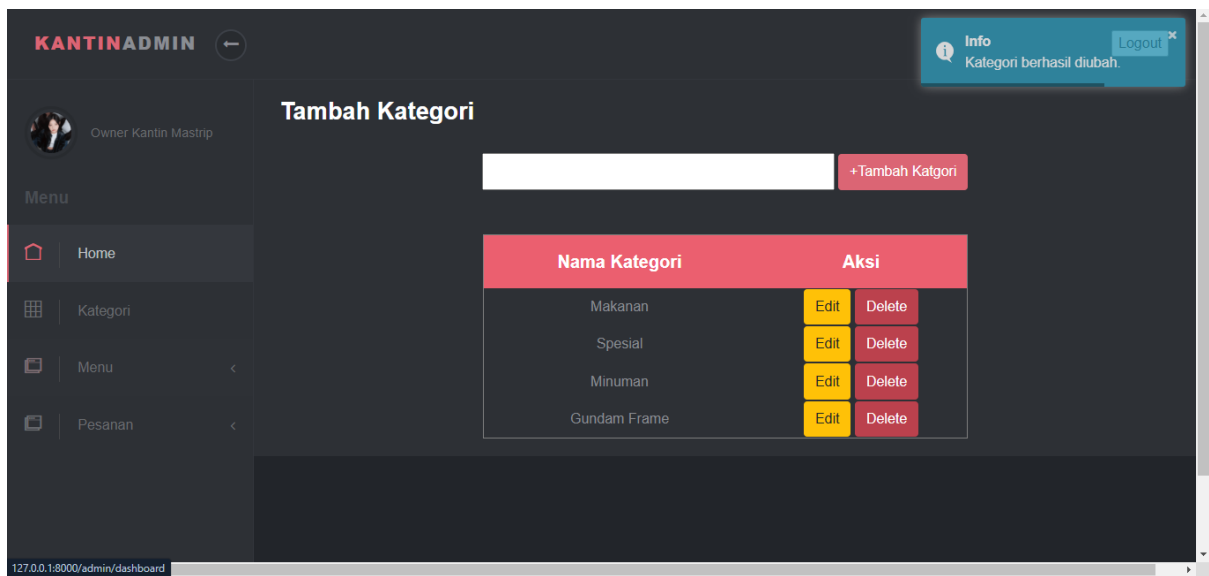 KANTINADMIN
Info
Logout
Kategori berhasil diubah.
Owner Kantin Mastrip
Menu
Home
Kategori
Menu
Pesanan
Tambah Kategori
+Tambah Katgori
Nama Kategori Aksi
Makanan Edit Delete
Spesial Edit Delete
Minuman Edit Delete
Gundam Frame Edit Delete
127.0.0.1:8000/admin/dashboard